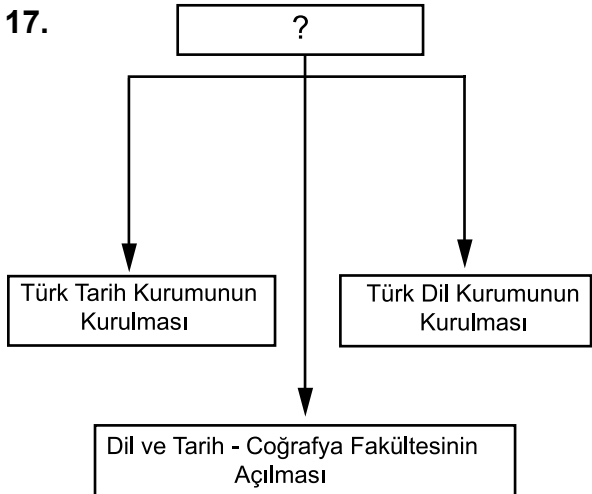 17.
?
Türk Tarih Kurumunun
Kurulması
Türk Dil Kurumunun
Kurulması
Dil ve Tarih - Coğrafya Fakültesinin
Açılması